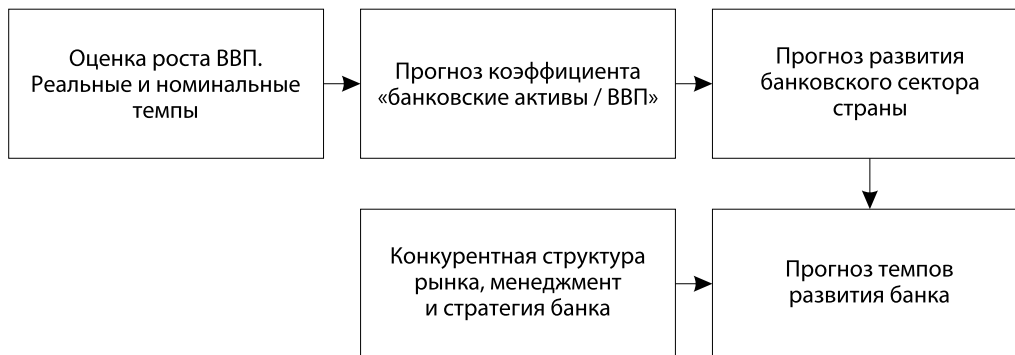 Оценка роста ВВП.
Реальные и номинальные
темпы
Прогноз коэффициента
«банковские активы / ВВП»
Прогноз развития
банковского сектора
страны
Конкурентная структура
рынка, менеджмент
и стратегия банка
Прогноз темпов
развития банка